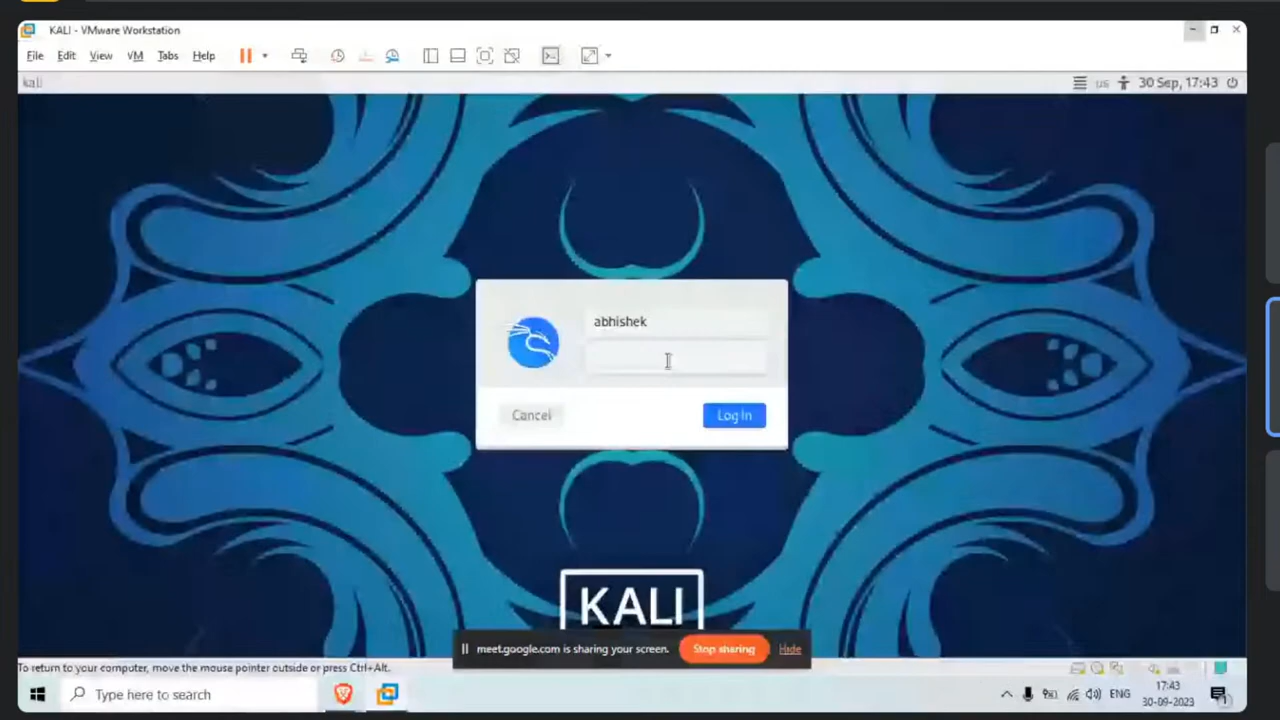 KALI - VMware Workstation
File Edit View VM Tabs Help
kali us 30 Sep, 17:43
abhishek
Cancel Log In
KALI
meet.google.com is sharing your screen. Stop sharing Hide
To return to your computer, move the mouse pointer outside or press Ctrl+Alt.
Type here to search ENG 17:43
30-09-2023
1